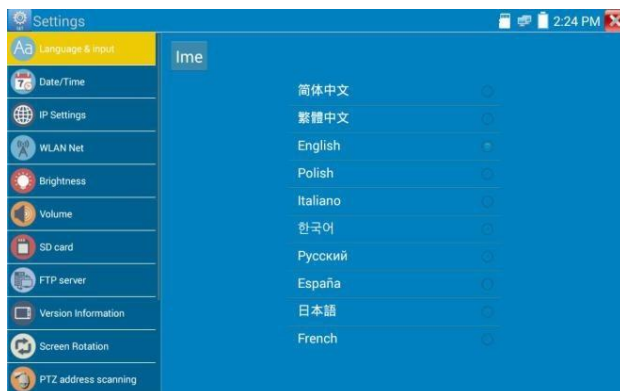 Settings
2:24 PM
Language & input
Date/Time
IP Settings
WLAN Net
Brightness
Volume
SD card
FTP server
Version Information
Screen Rotation
PTZ address scanning
Ime
简体中文
繁體中文
English
Polish
Italiano
한국어
Русский
España
日本語
French